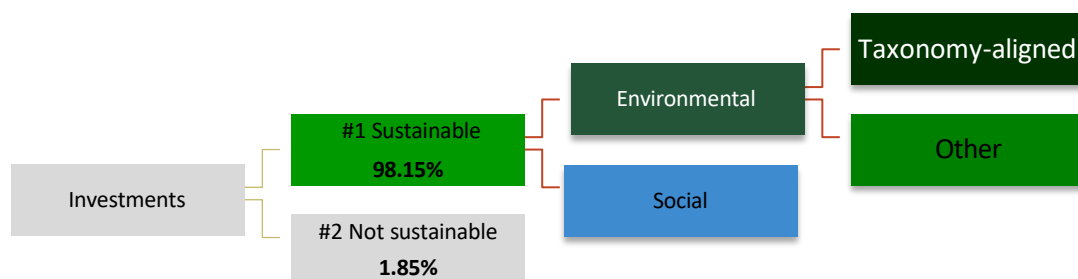 Investments
#1 Sustainable
98.15%
#2 Not sustainable
1.85%
Environmental
Social
Taxonomy-aligned
Other